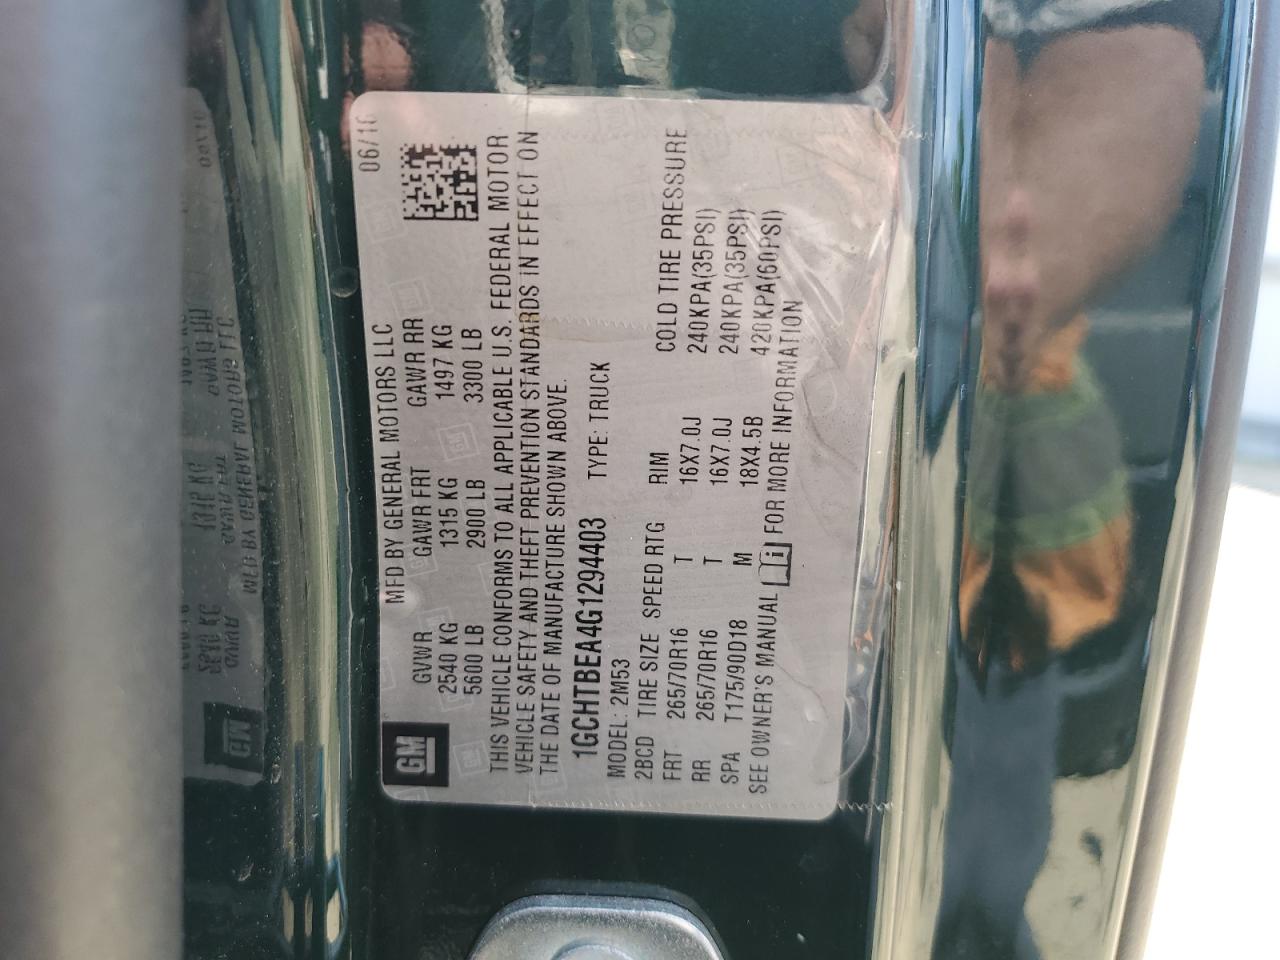 GM
MFD BY GENERAL MOTORS LLC
06/16
GVWR GAWR FRT GAWR RR
2540 KG 1315 KG 1497 KG
5600 LB 2900 LB 3300 LB
THIS VEHICLE CONFORMS TO ALL APPLICABLE U.S. FEDERAL MOTOR
VEHICLE SAFETY AND THEFT PREVENTION STANDARDS IN EFFECT ON
THE DATE OF MANUFACTURE SHOWN ABOVE.
1GCHTBEA4G1294403 TYPE: TRUCK
MODEL: 2M53
2BCD TIRE SIZE SPEED RTG RIM COLD TIRE PRESSURE
FRT 265/70R16 T 16X7.0J 240KPA(35PSI)
RR 265/70R16 T 16X7.0J 240KPA(35PSI)
SPA T175/90D18 M 18X4.5B 420KPA(60PSI)
SEE OWNER'S MANUAL i FOR MORE INFORMATION